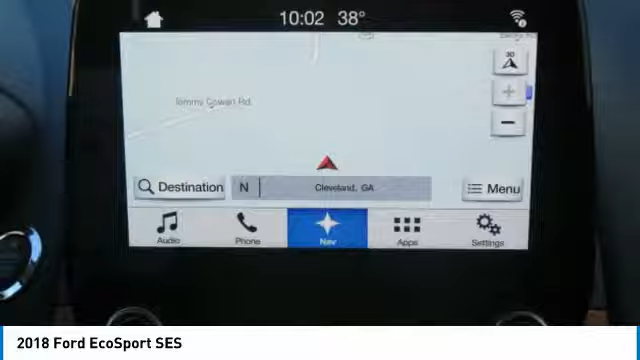 10:02 38°
3D
Tommy Cowan Rd.
Destination
N
Cleveland, GA
Menu
Audio
Phone
Nav
Apps
Settings
2018 Ford EcoSport SES